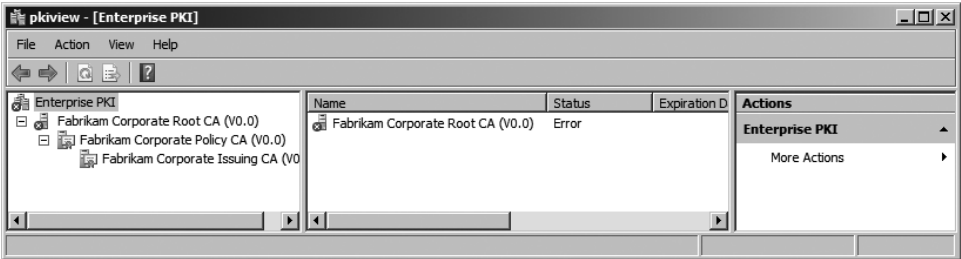 pkiview - [Enterprise PKI]
File Action View Help
Enterprise PKI
Fabrikam Corporate Root CA (V0.0)
Fabrikam Corporate Policy CA (V0.0)
Fabrikam Corporate Issuing CA (V0
Name Status Expiration D
Fabrikam Corporate Root CA (V0.0) Error
Actions
Enterprise PKI
More Actions